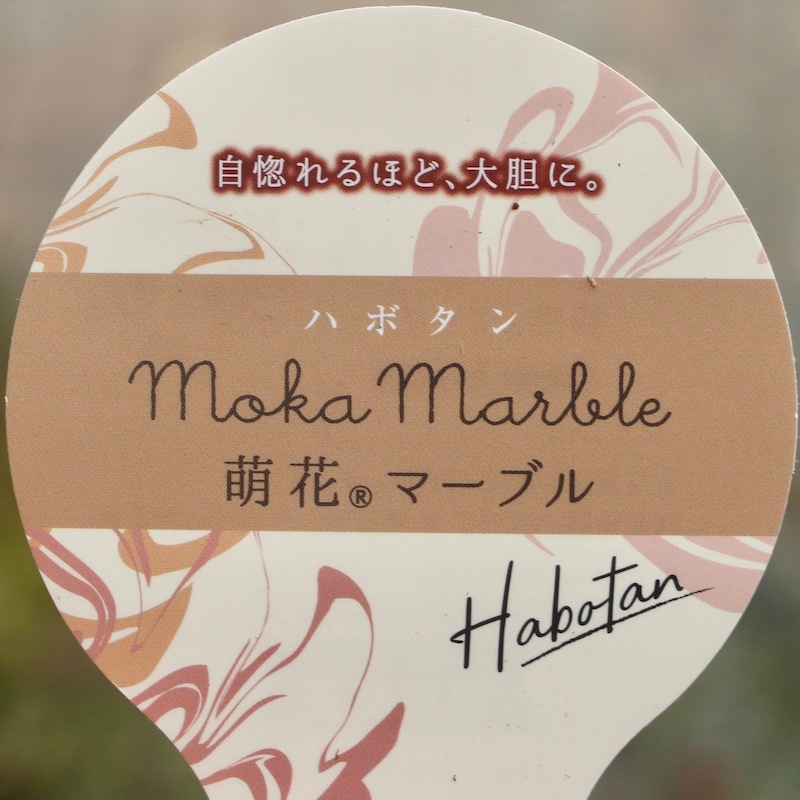 自惚れるほど、大胆に。
ハボタン
Moka Marble
萌花®マーブル
Habotan